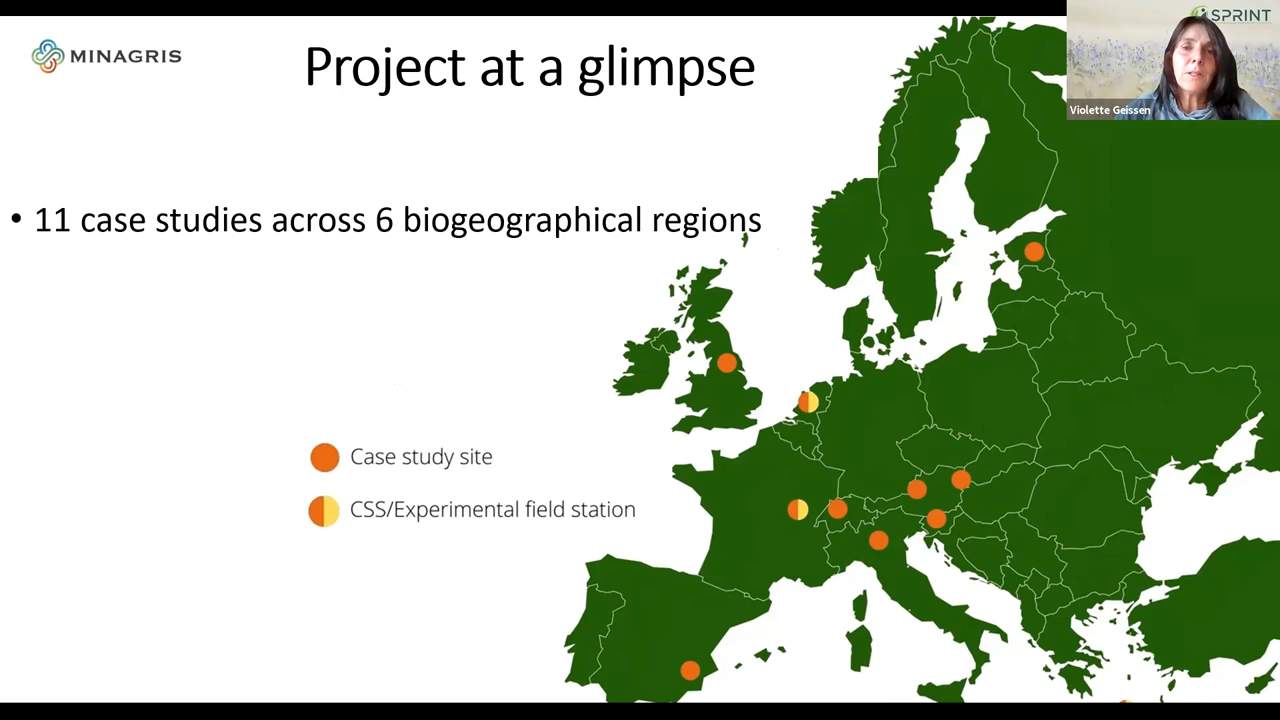 MINAGRIS
Project at a glimpse
SPRINT
Violette Geissen
• 11 case studies across 6 biogeographical regions
Case study site
CSS/Experimental field station